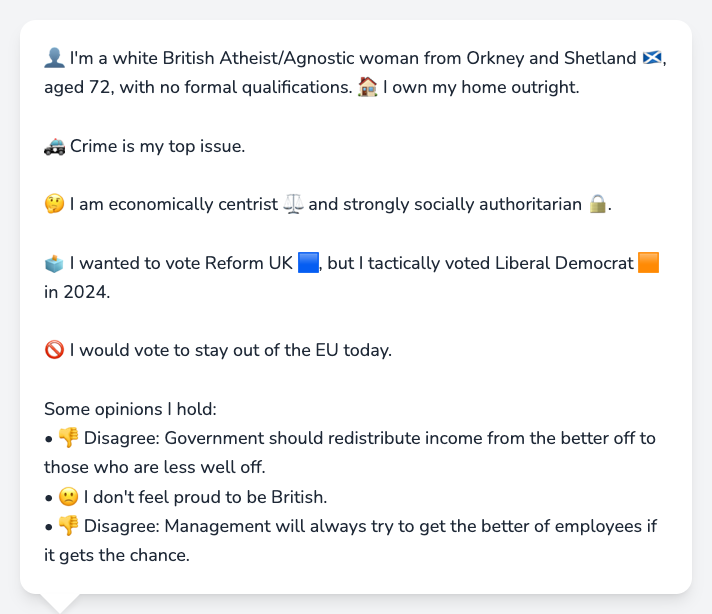 👤 I'm a white British Atheist/Agnostic woman from Orkney and Shetland 🏴󠁧󠁢󠁳󠁣󠁴󠁿,
aged 72, with no formal qualifications. 🏠 I own my home outright.
🚓 Crime is my top issue.
🤔 I am economically centrist ⚖️ and strongly socially authoritarian 🔒.
🗳️ I wanted to vote Reform UK 🟦, but I tactically voted Liberal Democrat 🟧
in 2024.
🚫 I would vote to stay out of the EU today.
Some opinions I hold:
• 👎 Disagree: Government should redistribute income from the better off to
those who are less well off.
• 🙁 I don't feel proud to be British.
• 👎 Disagree: Management will always try to get the better of employees if
it gets the chance.